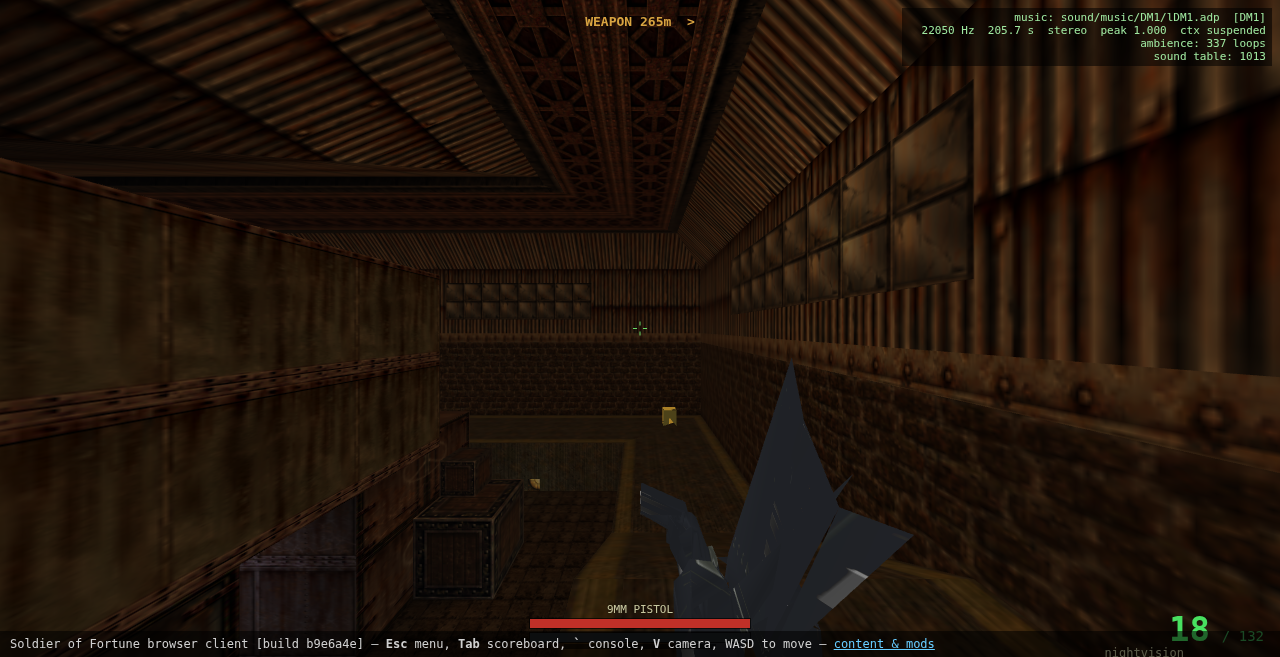 WEAPON 265m >
music: sound/music/DM1/lDM1.adp [DM1]
22050 Hz 205.7 s stereo peak 1.000 ctx suspended
ambience: 337 loops
sound table: 1013
9MM PISTOL
18 / 132
Soldier of Fortune browser client [build b9e6a4e] — Esc menu, Tab scoreboard, ` console, V camera, WASD to move — content & mods
nightvision